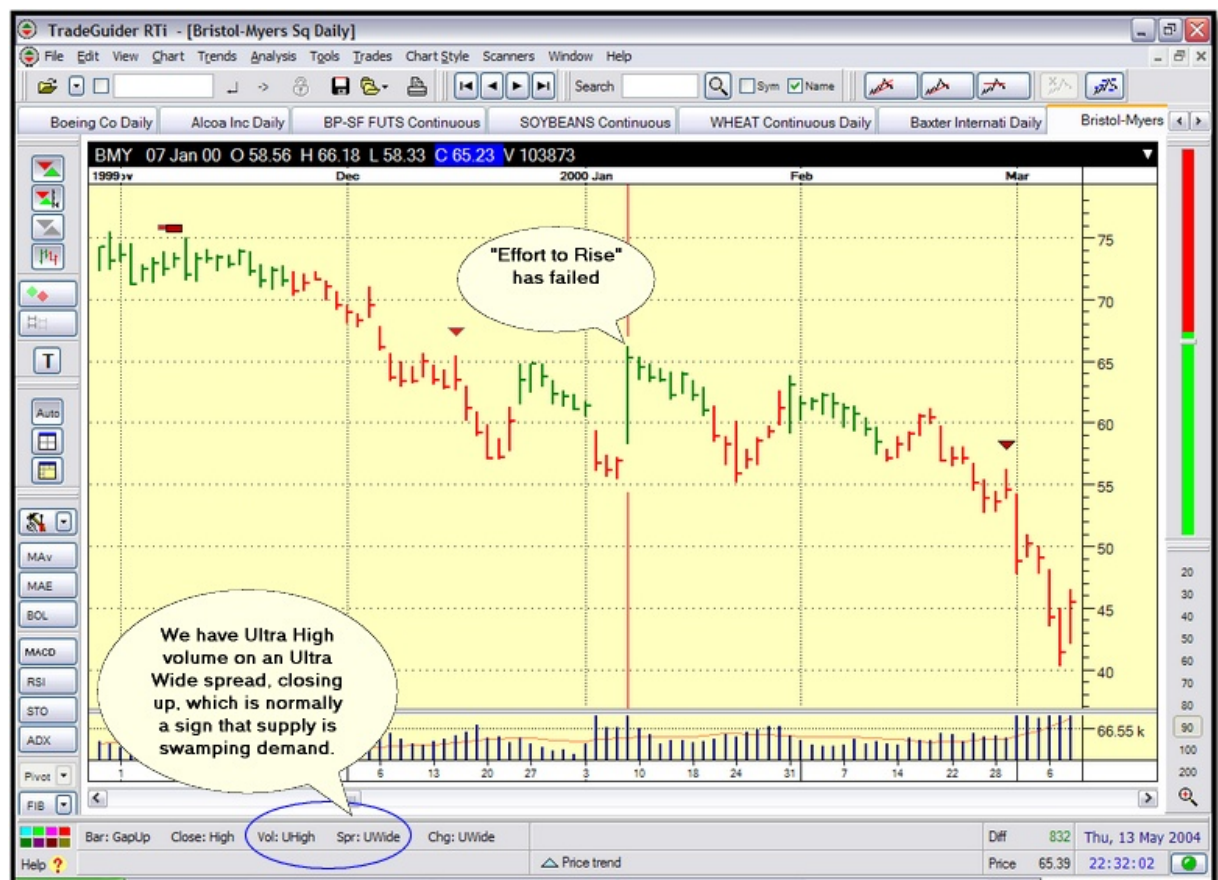 TradeGuider RTi - [Bristol-Myers Sq Daily]
File Edit View Chart Trends Analysis Tools Trades Chart Style Scanners Window Help
Search Sym Name
Boeing Co Daily Alcoa Inc Daily BP-SF FUTS Continuous SOYBEANS Continuous WHEAT Continuous Daily Baxter Internati Daily Bristol-Myers
BMY 07 Jan 00 O 58.56 H 66.18 L 58.33 C 65.23 V 103873
Dec 2000 Jan Feb Mar
"Effort to Rise"
has failed
75
70
65
60
55
50
45
40
66.55 k
T
Auto
MAv
MAE
BOL
MACD
RSI
STO
ADX
Pivot
FIB
We have Ultra High
volume on an Ultra
Wide spread, closing
up, which is normally
a sign that supply is
swamping demand.
20
30
40
50
60
70
80
90
100
200
1 6 13 20 27 3 10 18 24 31 7 14 22 28 6
Bar: GapUp Close: High Vol: UHigh Spr: UWide Chg: UWide Diff 832 Thu, 13 May 2004
Help ? Price trend Price 65.39 22:32:02